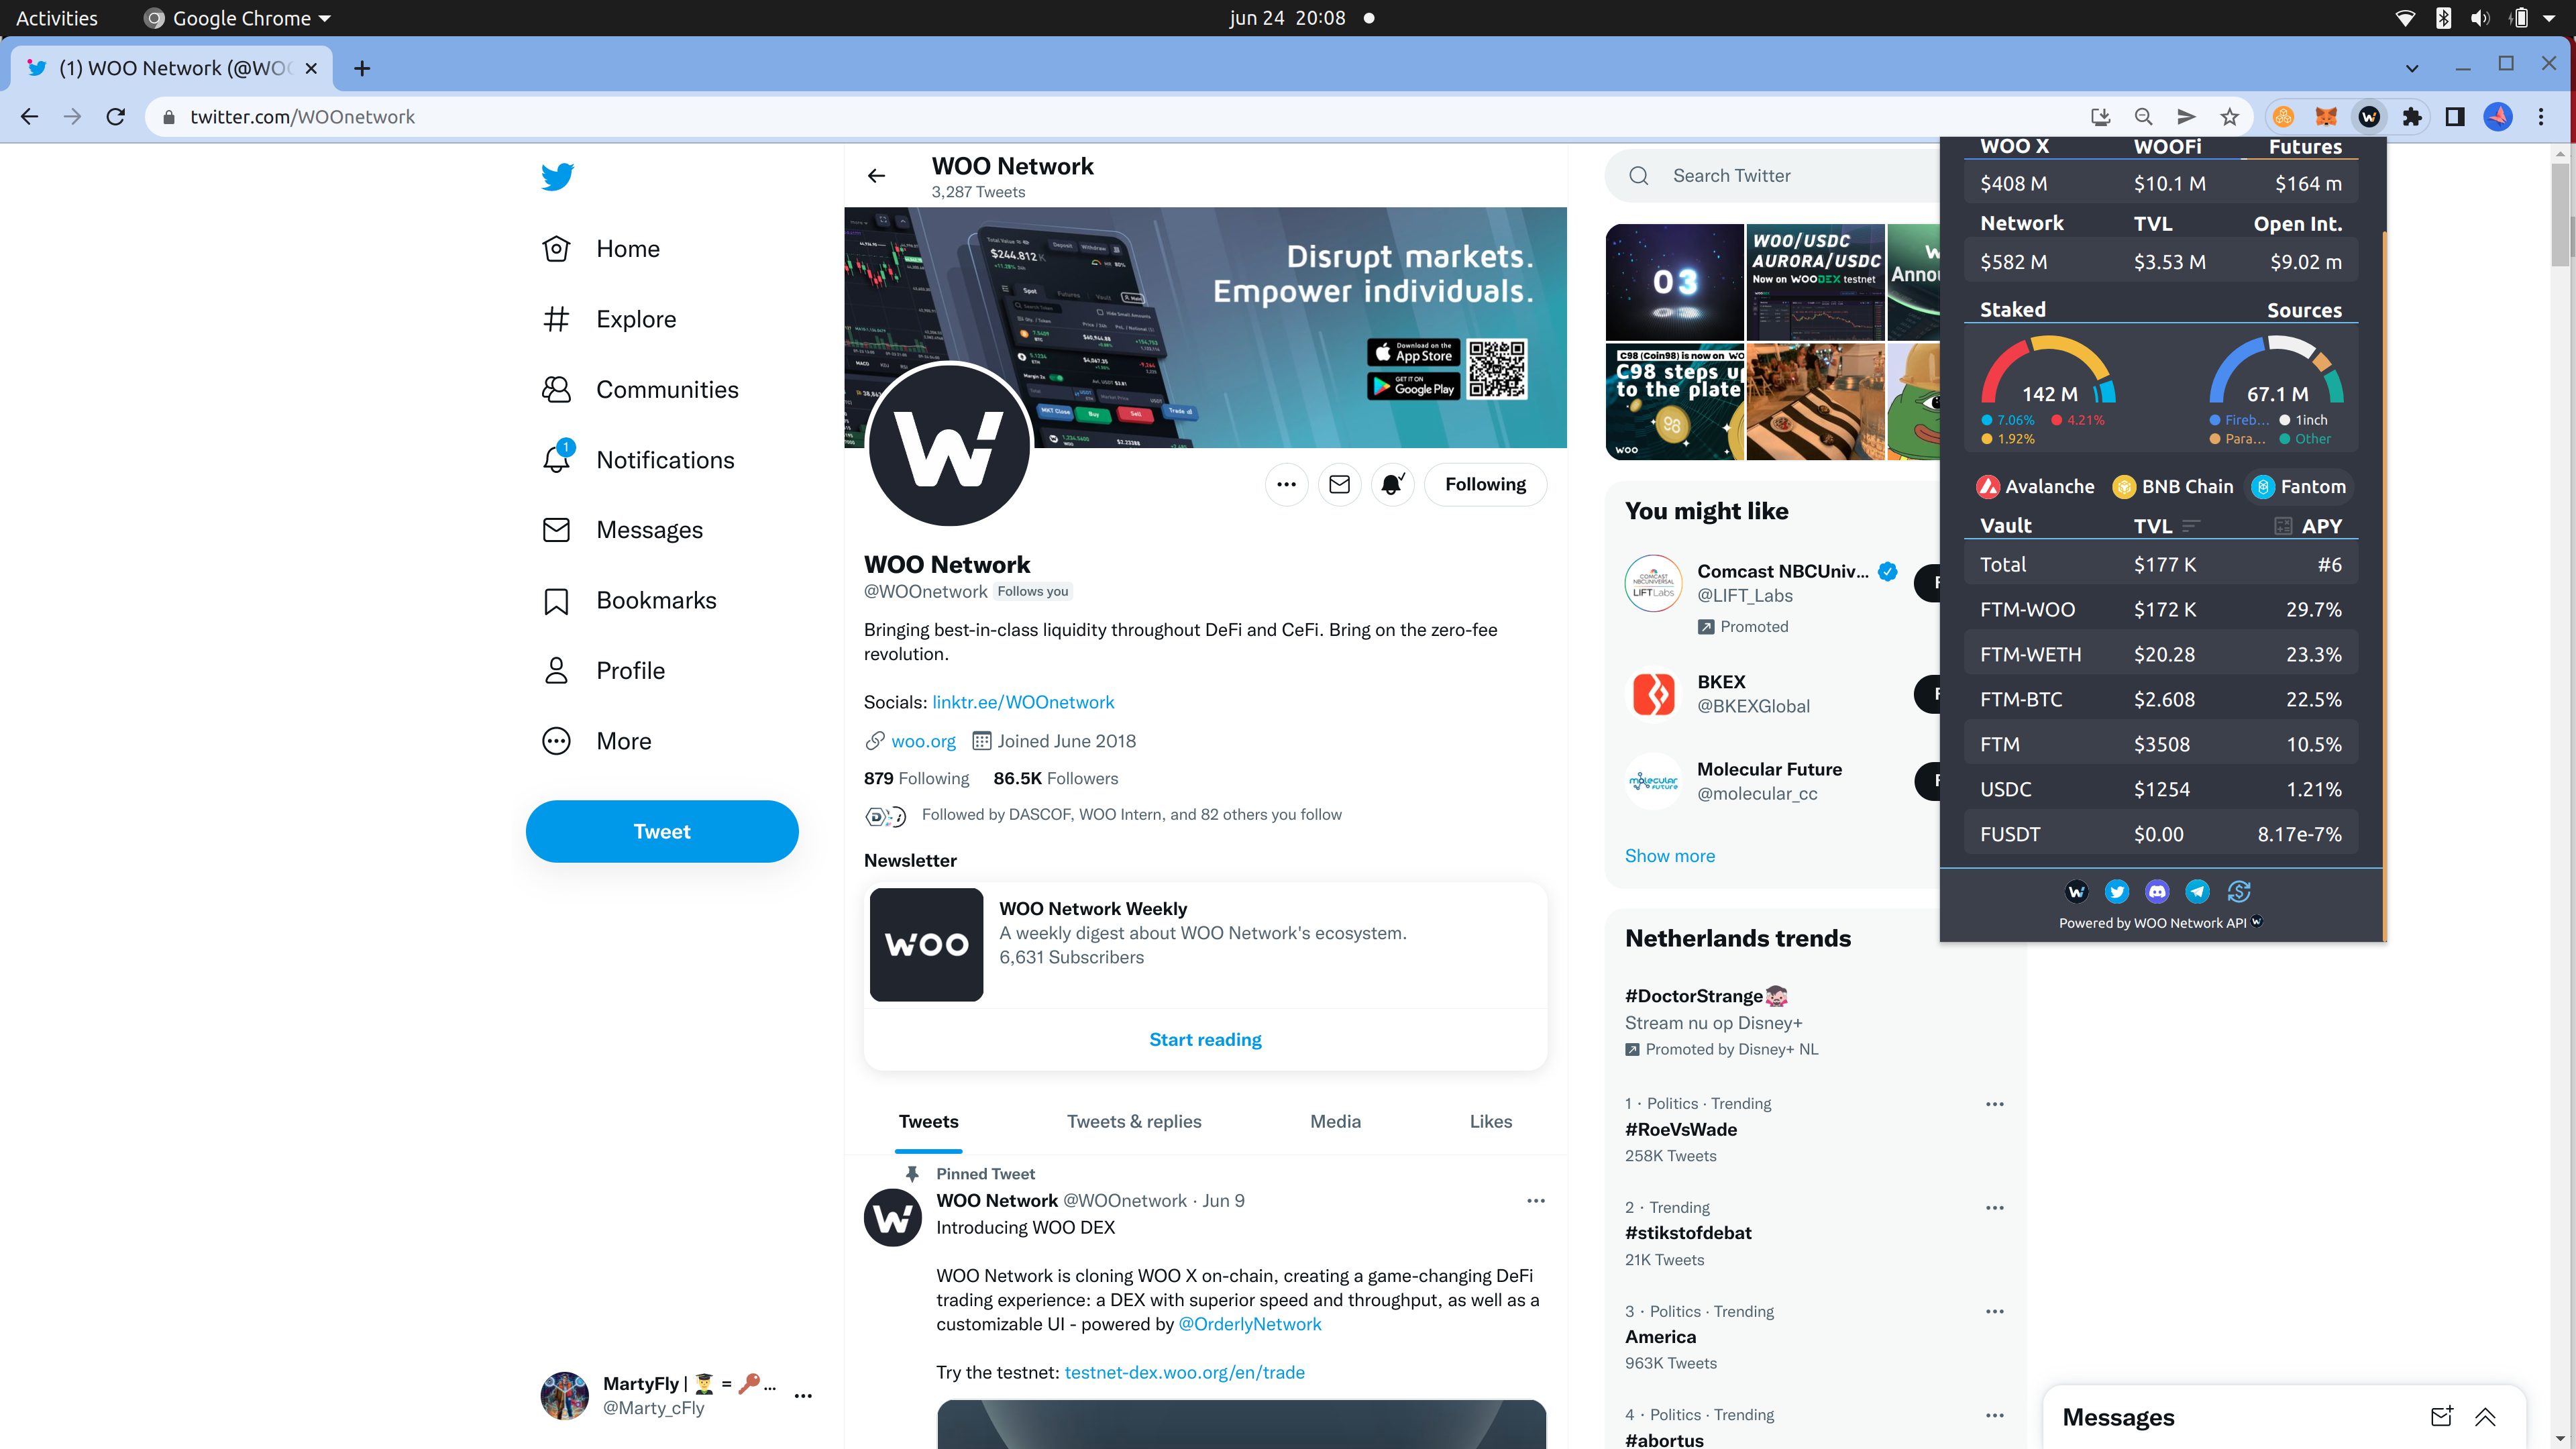 Activities
Google Chrome
jun 24 20:08
(1) WOO Network (@WOO
twitter.com/WOOnetwork
Home
Explore
Communities
1
Notifications
Messages
Bookmarks
Profile
More
Tweet
MartyFly | = ...
@Marty_cFly
WOO Network
3,287 Tweets
Disrupt markets.
Empower individuals.
Download on the
App Store
GET IT ON
Google Play
Following
WOO Network
@WOOnetwork Follows you
Bringing best-in-class liquidity throughout DeFi and CeFi. Bring on the zero-fee
revolution.
Socials: linktr.ee/WOOnetwork
woo.org Joined June 2018
879 Following 86.5K Followers
Followed by DASCOF, WOO Intern, and 82 others you follow
Newsletter
WOO
WOO Network Weekly
A weekly digest about WOO Network's ecosystem.
6,631 Subscribers
Start reading
Tweets Tweets & replies Media Likes
Pinned Tweet
WOO Network @WOOnetwork · Jun 9
Introducing WOO DEX
WOO Network is cloning WOO X on-chain, creating a game-changing DeFi
trading experience: a DEX with superior speed and throughput, as well as a
customizable UI - powered by @OrderlyNetwork
Try the testnet: testnet-dex.woo.org/en/trade
Search Twitter
03
WOO/USDC
AURORA/USDC
Now on WOODEX testnet
C98 (Coin98) is now on WO
C98 steps u
to the plate
WOO
You might like
Comcast NBCUniv...
@LIFT_Labs
Promoted
BKEX
@BKEXGlobal
Molecular Future
@molecular_cc
Show more
Netherlands trends
#DoctorStrange
Stream nu op Disney+
Promoted by Disney+ NL
1 · Politics · Trending
#RoeVsWade
258K Tweets
2 · Trending
#stikstofdebat
21K Tweets
3 · Politics · Trending
America
963K Tweets
4 · Politics · Trending
#abortus
WOO X WOOFi Futures
$408 M $10.1 M $164 m
Network TVL Open Int.
$582 M $3.53 M $9.02 m
Staked Sources
142 M 67.1 M
7.06% 4.21% Fireb... 1inch
1.92% Para... Other
Avalanche BNB Chain Fantom
Vault TVL APY
Total $177 K #6
FTM-WOO $172 K 29.7%
FTM-WETH $20.28 23.3%
FTM-BTC $2.608 22.5%
FTM $3508 10.5%
USDC $1254 1.21%
FUSDT $0.00 8.17e-7%
Powered by WOO Network API
Messages